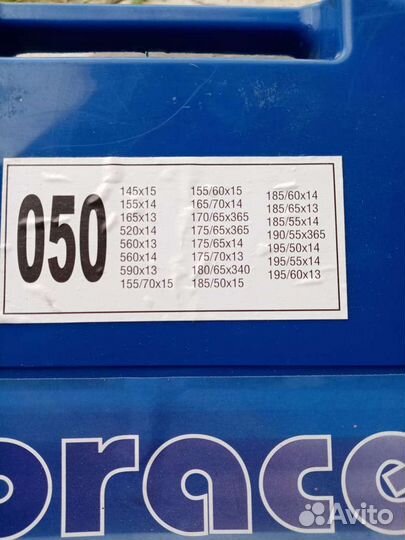 050
145x15
155x14
165x13
520x14
560x13
560x14
590x13
155/70x15
155/60x15
165/70x14
170/65x365
175/65x365
175/65x14
175/70x13
180/65x340
185/50x15
185/60x14
185/65x13
185/55x14
190/55x365
195/50x14
195/55x14
195/60x13
orace
Avito